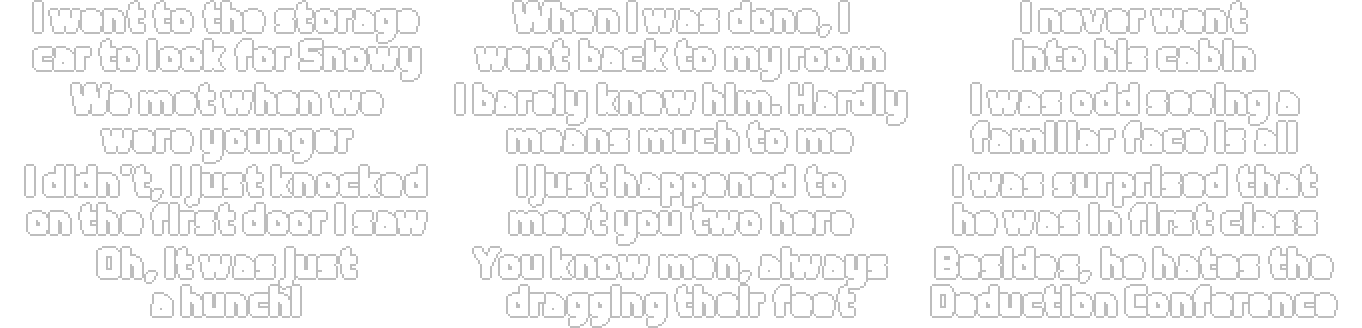 I went to the storage
car to look for Snowy
We met when we
were younger
I didn't, I just knocked
on the first door I saw
Oh, it was just
a hunch!
When I was done, I
went back to my room
I barely knew him. Hardly
means much to me
I just happened to
meet you two here
You know men, always
dragging their feet
I never went
into his cabin
I was odd seeing a
familiar face is all
I was surprised that
he was in first class
Besides, he hates the
Deduction Conference